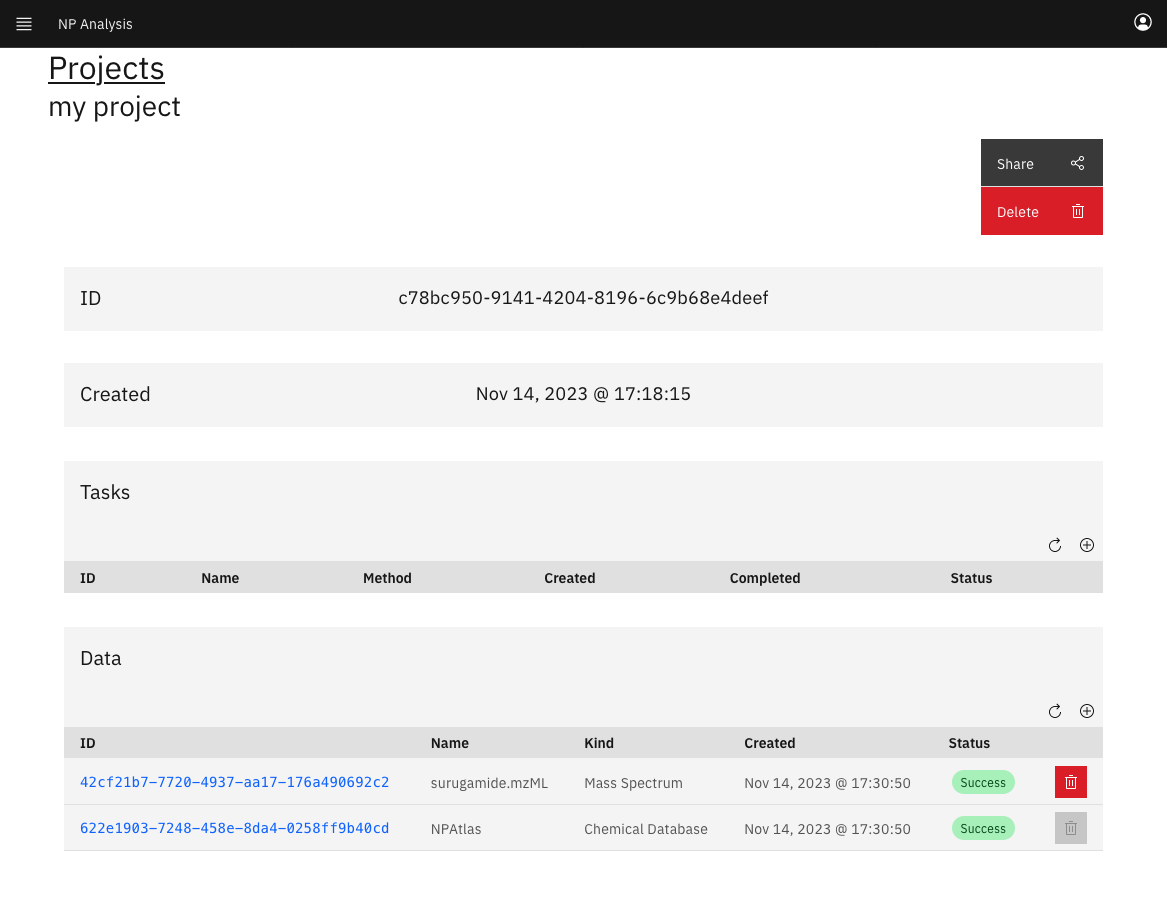 NP Analysis
Projects
my project
Share
Delete
ID c78bc950-9141-4204-8196-6c9b68e4deef
Created Nov 14, 2023 @ 17:18:15
Tasks
ID Name Method Created Completed Status
Data
ID Name Kind Created Status
42cf21b7-7720-4937-aa17-176a490692c2 surugamide.mzML Mass Spectrum Nov 14, 2023 @ 17:30:50 Success
622e1903-7248-458e-8da4-0258ff9b40cd NPAtlas Chemical Database Nov 14, 2023 @ 17:30:50 Success